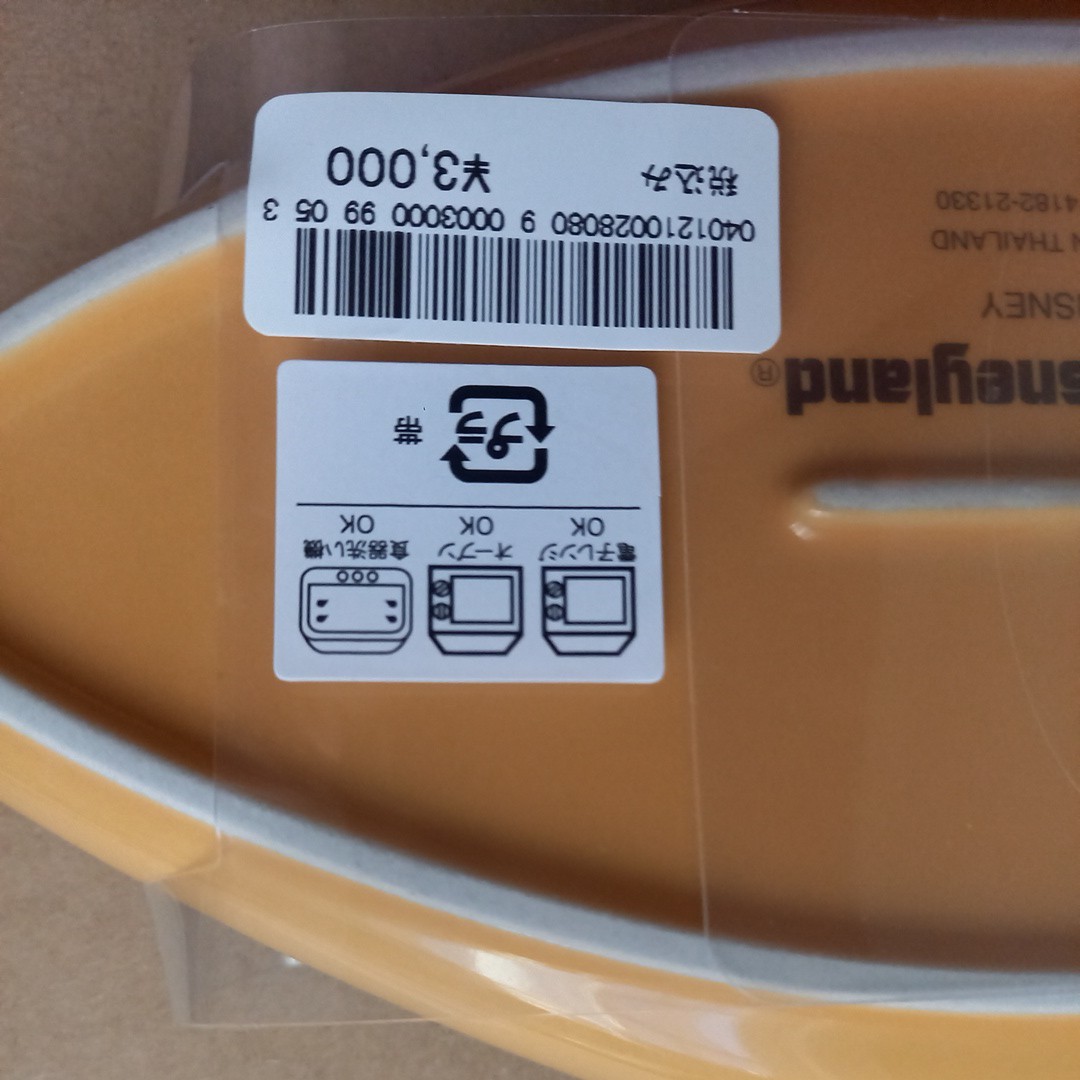 OK OK OK
電子レンジ オーブン 食器洗い機
プラ 帯
0401210028080 9 0003000 99 05 3
税込み ¥3,000
sneyland®
ISNEY
N THAILAND
4182-21330